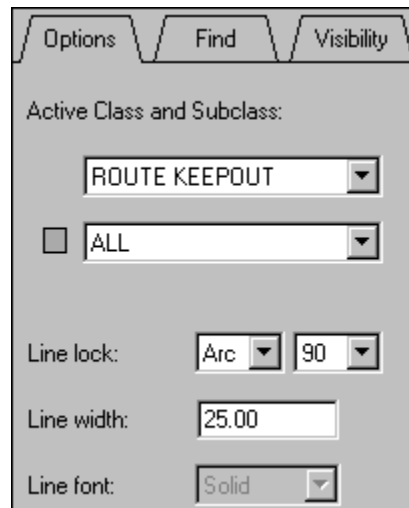 Options Find Visibility
Active Class and Subclass:
ROUTE KEEPOUT
ALL
Line lock: Arc 90
Line width: 25.00
Line font: Solid